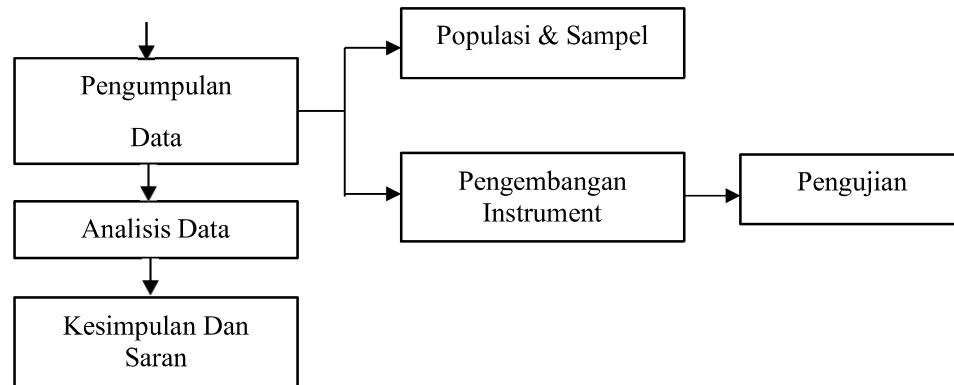 Populasi & Sampel
Pengumpulan
Data
Pengembangan
Instrument
Pengujian
Analisis Data
Kesimpulan Dan
Saran